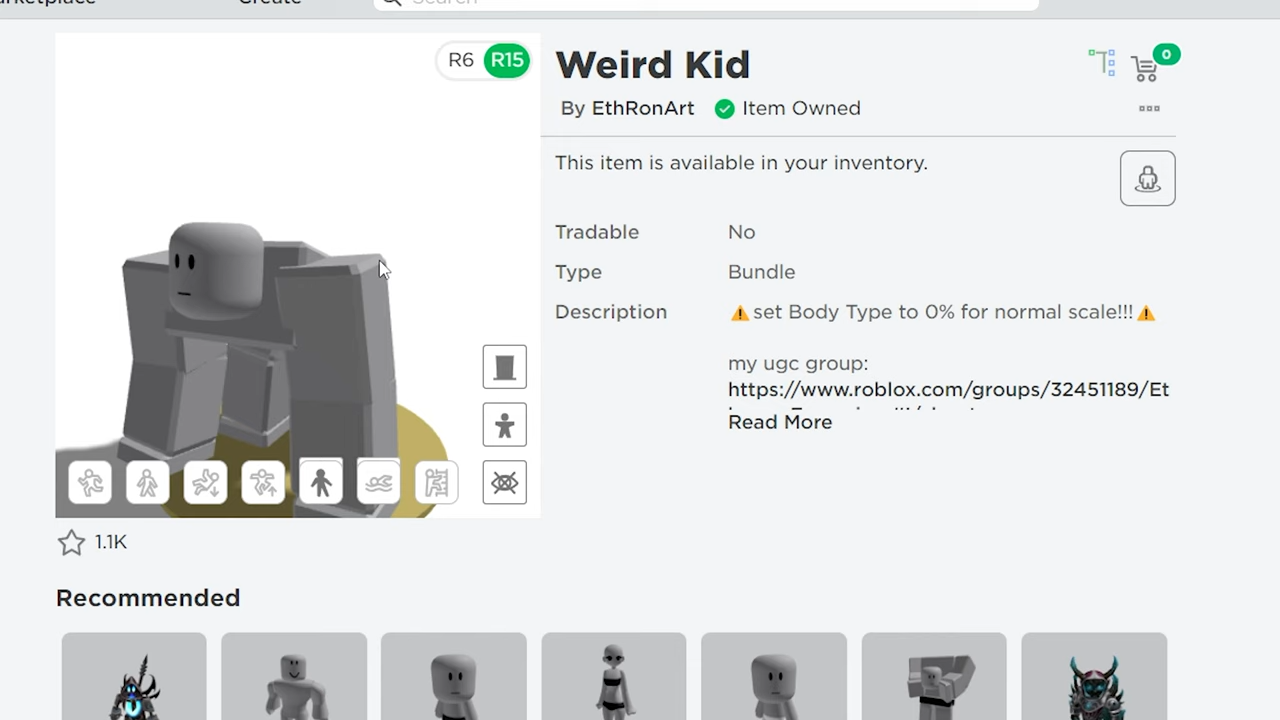 Create
Search
R6 R15
Weird Kid
0
By EthRonArt Item Owned
This item is available in your inventory.
Tradable No
Type Bundle
Description ⚠️set Body Type to 0% for normal scale!!!⚠️
my ugc group:
https://www.roblox.com/groups/32451189/Et
Read More
1.1K
Recommended